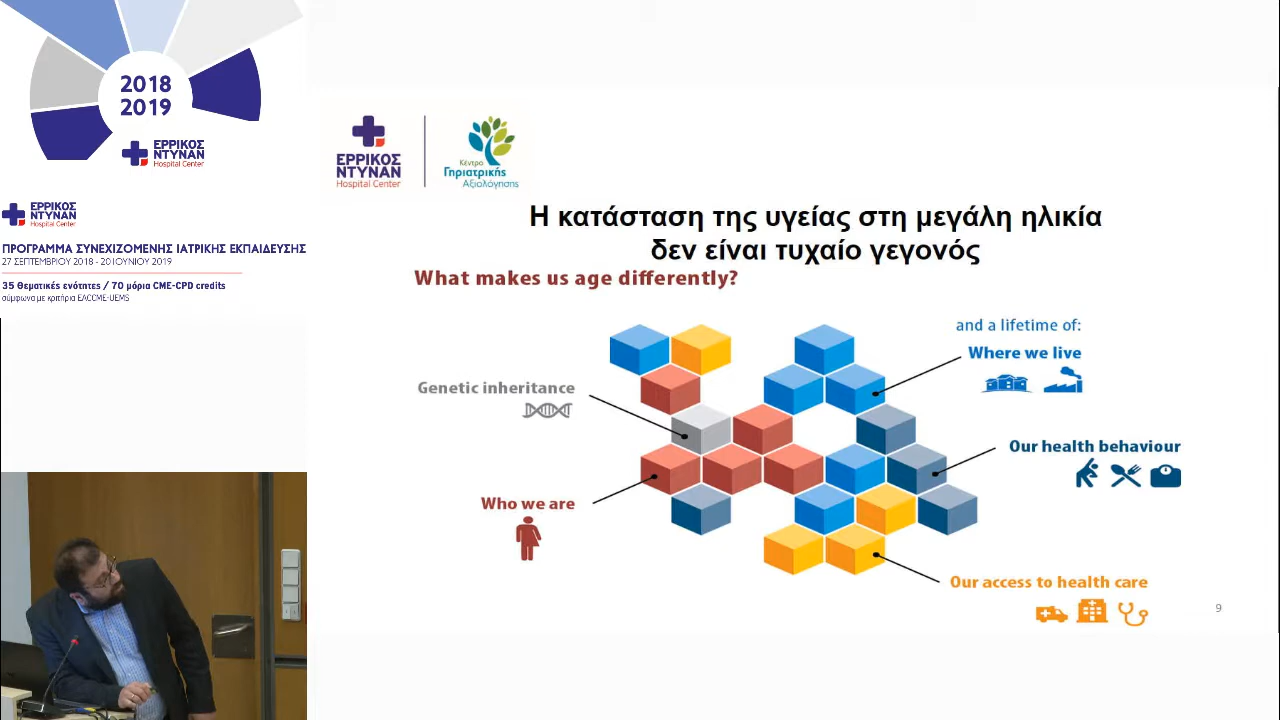 2018
2019
ΕΡΡΙΚΟΣ
ΝΤΥΝΑΝ
Hospital Center
ΕΡΡΙΚΟΣ
ΝΤΥΝΑΝ
Hospital Center
ΠΡΟΓΡΑΜΜΑ ΣΥΝΕΧΙΖΟΜΕΝΗΣ ΙΑΤΡΙΚΗΣ ΕΚΠΑΙΔΕΥΣΗΣ
27 ΣΕΠΤΕΜΒΡΙΟΥ 2018 - 20 ΙΟΥΝΙΟΥ 2019
35 Θεματικές ενότητες / 70 μόρια CME-CPD credits
σύμφωνα με κριτήρια EACCME-UEMS
ΕΡΡΙΚΟΣ
ΝΤΥΝΑΝ
Hospital Center
Κέντρο
Γηριατρικής
Αξιολόγησης
Η κατάσταση της υγείας στη μεγάλη ηλικία
δεν είναι τυχαίο γεγονός
What makes us age differently?
and a lifetime of:
Where we live
Genetic inheritance
Our health behaviour
Who we are
Our access to health care
9